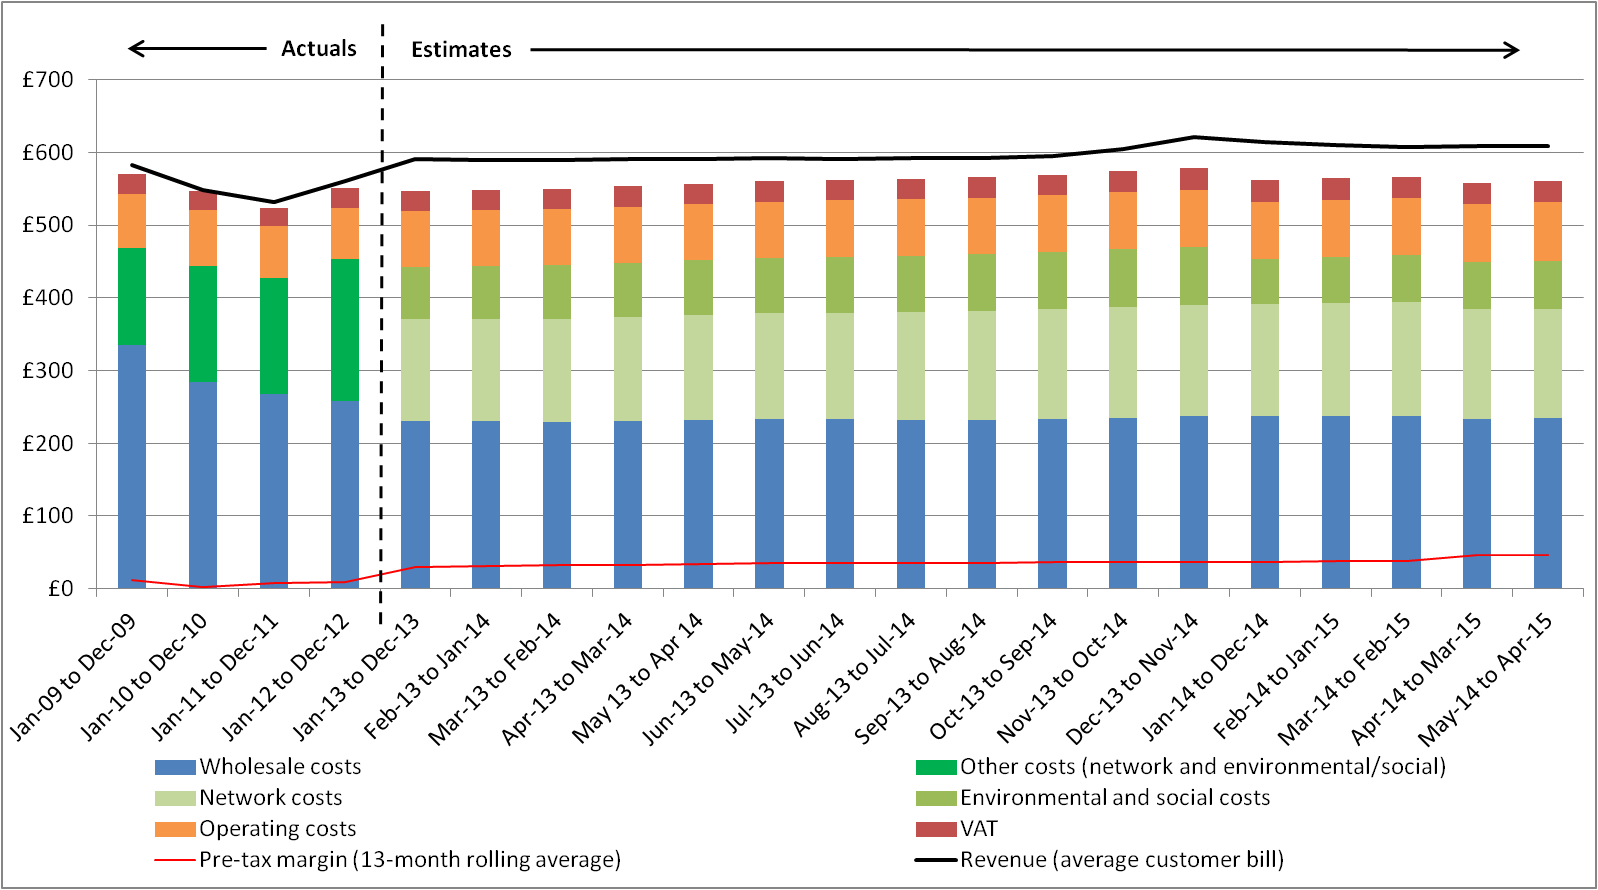 Actuals
Estimates
£700
£600
£500
£400
£300
£200
£100
£0
Jan-09 to Dec-09
Jan-10 to Dec-10
Jan-11 to Dec-11
Jan-12 to Dec-12
Jan-13 to Dec-13
Feb-13 to Jan-14
Mar-13 to Feb-14
Apr-13 to Mar-14
May 13 to Apr 14
Jun-13 to May-14
Jul-13 to Jun-14
Aug-13 to Jul-14
Sep-13 to Aug-14
Oct-13 to Sep-14
Nov-13 to Oct-14
Dec-13 to Nov-14
Jan-14 to Dec-14
Feb-14 to Jan-15
Mar-14 to Feb-15
Apr-14 to Mar-15
May-14 to Apr-15
Wholesale costs
Other costs (network and environmental/social)
Network costs
Environmental and social costs
Operating costs
VAT
Pre-tax margin (13-month rolling average)
Revenue (average customer bill)